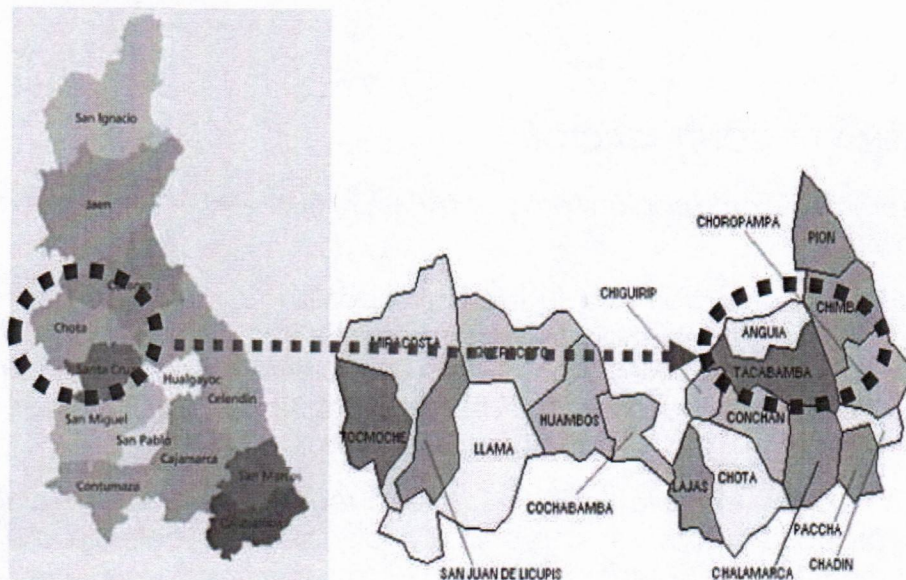 San Ignacio
Jaen
Chota
Santa Cruz
Hualgayoc
San Miguel
Celendin
San Pablo
Cajamarca
Contumaza
San Marcos
CHOROPAMPA
PION
CHIGUIRIP
CHIMBA
ANGUIA
MIRACOSTA
TACABAMBA
CONCHAN
HUAMBOS
TOCMOCHE
LLAMA
LAJAS
CHOTA
COCHABAMBA
PACCHA
CHADIN
CHALAMARCA
SAN JUAN DE LICUPIS